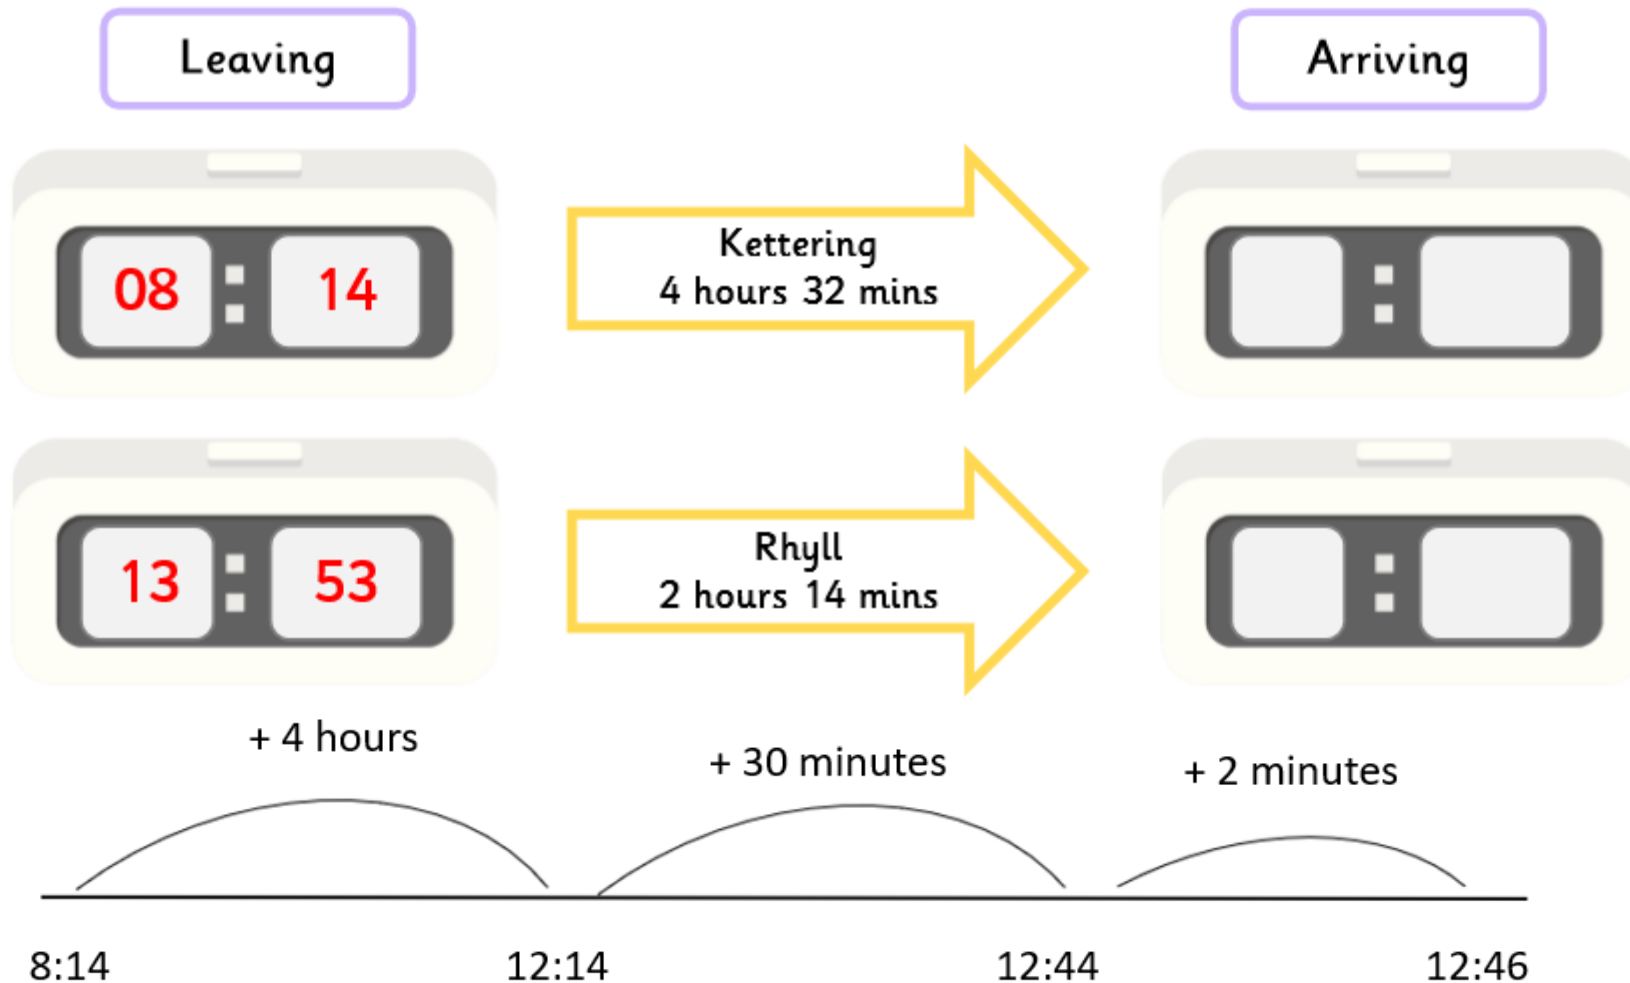 Leaving
Arriving
08 : 14
Kettering
4 hours 32 mins
:
13 : 53
Rhyll
2 hours 14 mins
:
+ 4 hours
+ 30 minutes
+ 2 minutes
8:14
12:14
12:44
12:46